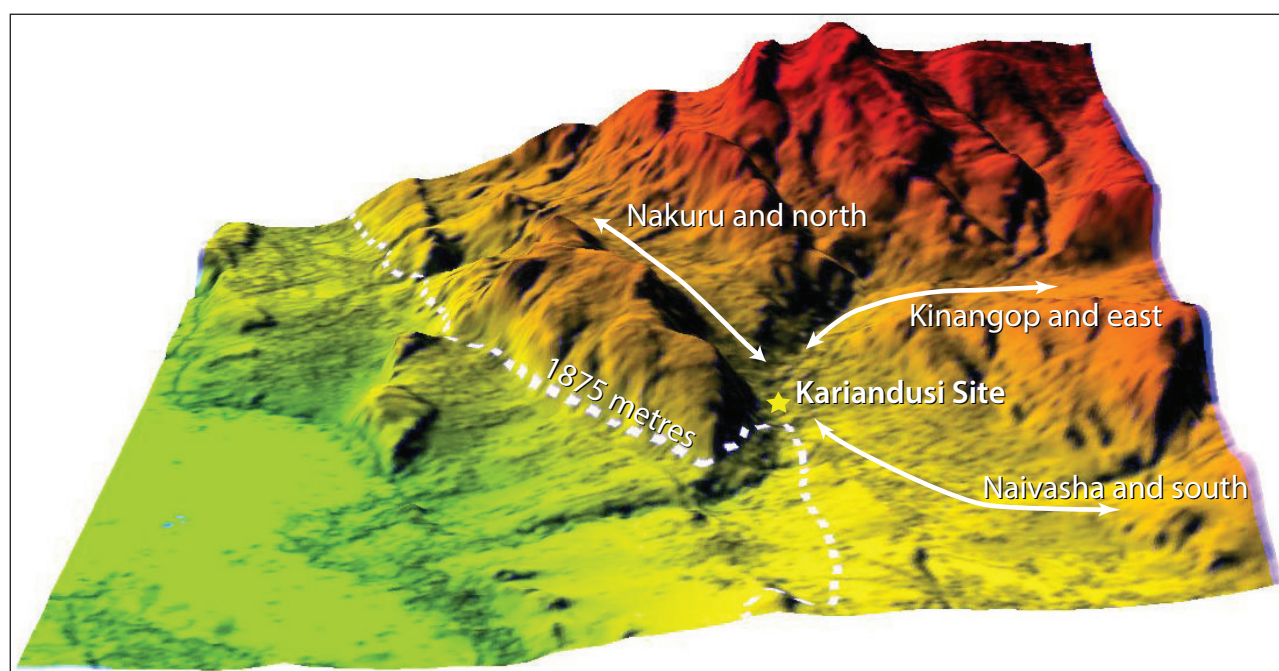 Nakuru and north
Kinangop and east
1875 metres
Kariandusi Site
Naivasha and south